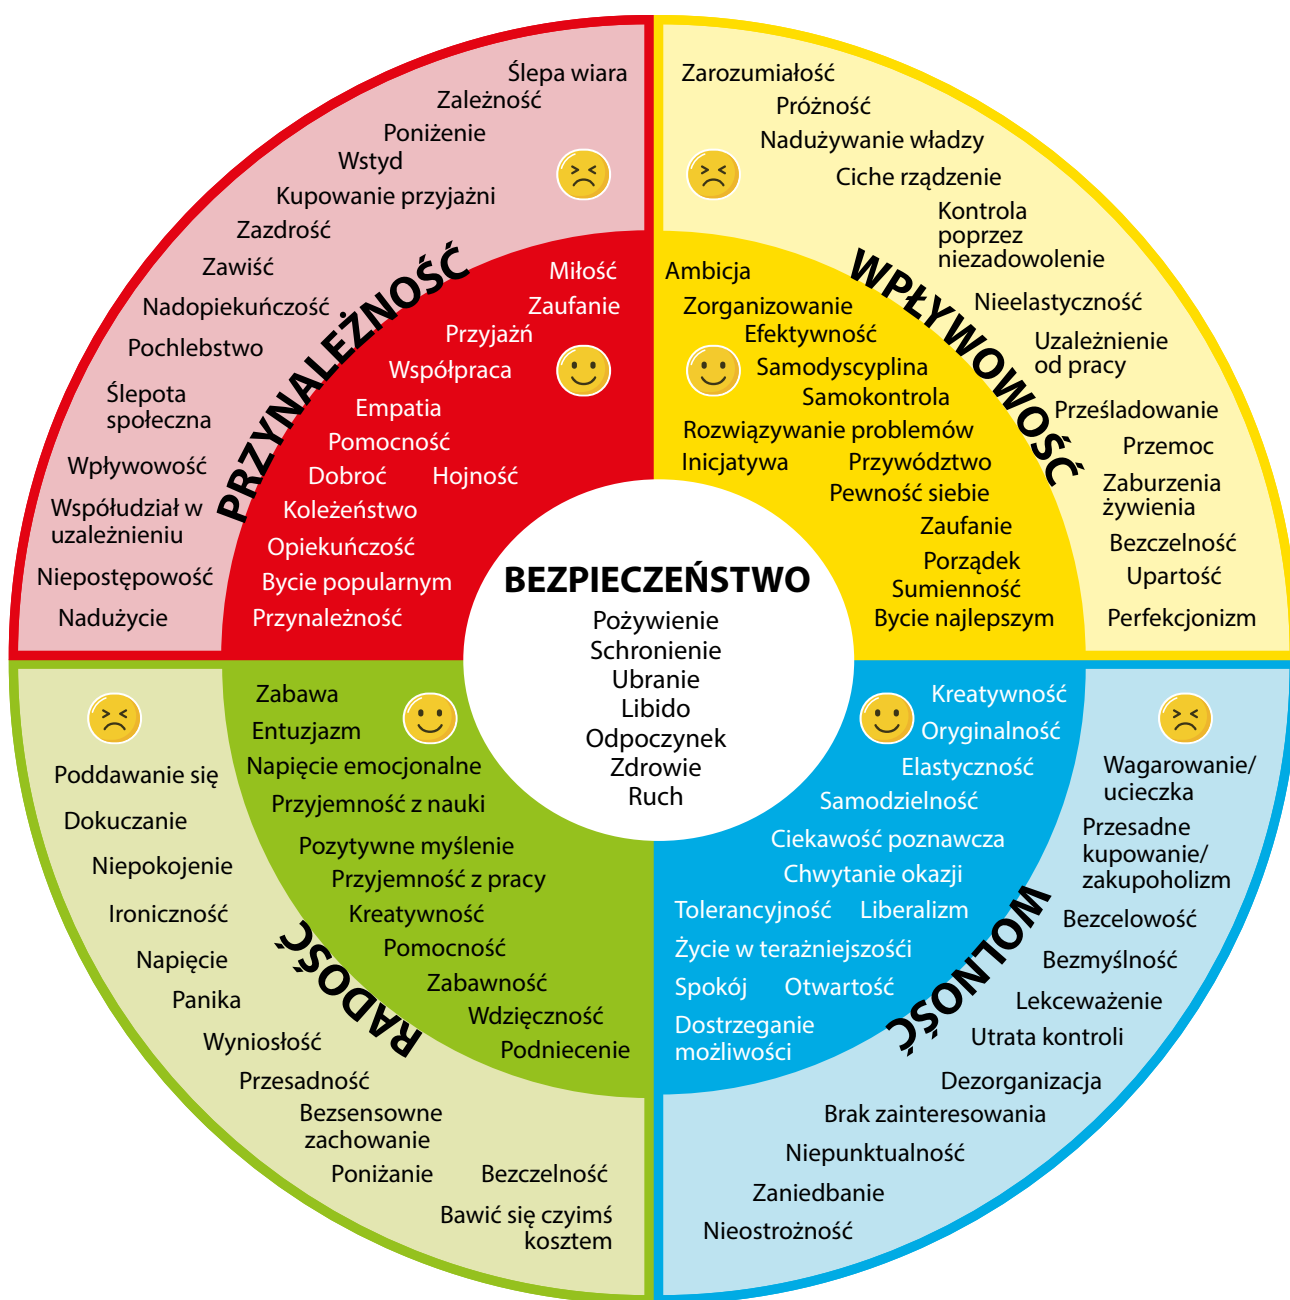 Ślepa wiara
Zależność
Poniżenie
Wstyd
Kupowanie przyjażni
Zazdrość
Zawiść
Nadopiekuńczość
Pochlebstwo
Ślepota
społeczna
Wpływowość
Współudział w
uzależnieniu
Niepostępowość
Nadużycie
PRZYNALEŻNOŚĆ
Miłość
Zaufanie
Przyjaźń
Współpraca
Empatia
Pomocność
Dobroć
Hojność
Koleżeństwo
Opiekuńczość
Bycie popularnym
Przynależność
Zarozumiałość
Próżność
Nadużywanie władzy
Ciche rządzenie
Kontrola
poprzez
niezadowolenie
Nieelastyczność
Uzależnienie
od pracy
Prześladowanie
Przemoc
Zaburzenia
żywienia
Bezczelność
Upartość
Perfekcjonizm
WPŁYWOWOŚĆ
Ambicja
Zorganizowanie
Efektywność
Samodyscyplina
Samokontrola
Rozwiązywanie problemów
Inicjatywa
Przywództwo
Pewność siebie
Zaufanie
Porządek
Sumienność
Bycie najlepszym
BEZPIECZEŃSTWO
Pożywienie
Schronienie
Ubranie
Libido
Odpoczynek
Zdrowie
Ruch
Zabawa
Entuzjazm
Napięcie emocjonalne
Przyjemność z nauki
Pozytywne myślenie
Przyjemność z pracy
Kreatywność
Pomocność
Zabawność
Wdzięczność
Podniecenie
RADOŚĆ
Poddawanie się
Dokuczanie
Niepokojenie
Ironiczność
Napięcie
Panika
Wyniosłość
Przesadność
Bezsensowne
zachowanie
Poniżanie
Bezczelność
Bawić się czyimś
kosztem
Kreatywność
Oryginalność
Elastyczność
Samodzielność
Ciekawość poznawcza
Chwytanie okazji
Tolerancyjność
Liberalizm
Życie w terażniejszośći
Spokój
Otwartość
Dostrzeganie
możliwości
WOLNOŚĆ
Wagarowanie/
ucieczka
Przesadne
kupowanie/
zakupoholizm
Bezcelowość
Bezmyślność
Lekceważenie
Utrata kontroli
Dezorganizacja
Brak zainteresowania
Niepunktualność
Zaniedbanie
Nieostrożność